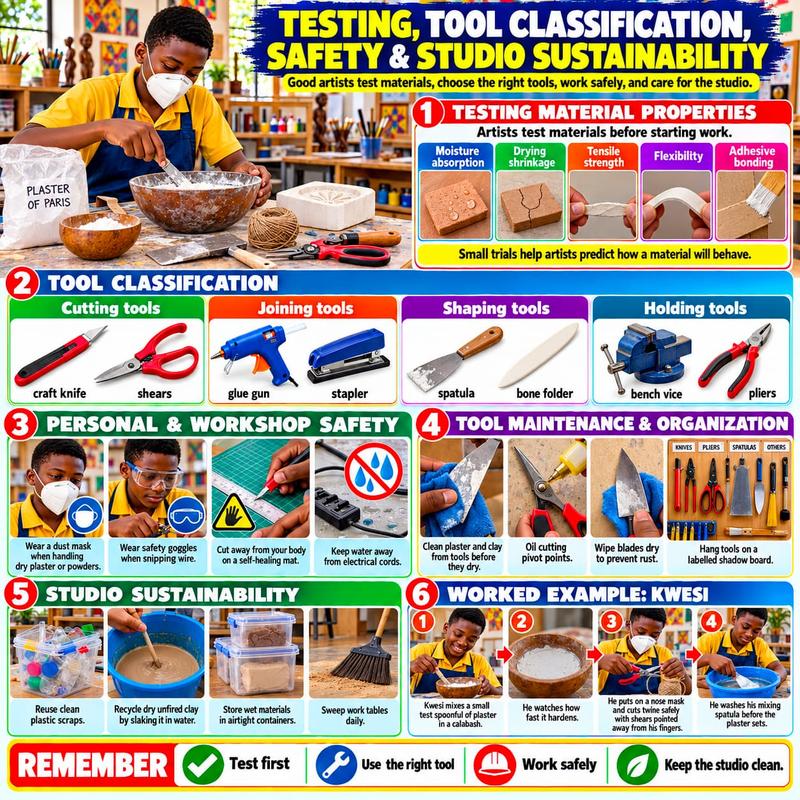 TESTING, TOOL CLASSIFICATION,
SAFETY & STUDIO SUSTAINABILITY
Good artists test materials, choose the right tools, work safely, and care for the studio.
PLASTER
OF PARIS
1 TESTING MATERIAL PROPERTIES
Artists test materials before starting work.
Moisture
absorption
Drying
shrinkage
Tensile
strength
Flexibility
Adhesive
bonding
Small trials help artists predict how a material will behave.
2 TOOL CLASSIFICATION
Cutting tools
craft knife
shears
Joining tools
glue gun
stapler
Shaping tools
spatula
bone folder
Holding tools
bench vice
pliers
3 PERSONAL & WORKSHOP SAFETY
Wear a dust mask
when handling
dry plaster or powders.
Wear safety goggles
when snipping wire.
Cut away from your body
on a self-healing mat.
Keep water away
from electrical cords.
4 TOOL MAINTENANCE & ORGANIZATION
Clean plaster and clay
from tools before
they dry.
Oil cutting
pivot points.
Wipe blades dry
to prevent rust.
KNIVES PLIERS SPATULAS OTHERS
Hang tools on a
labelled shadow board.
5 STUDIO SUSTAINABILITY
Reuse clean
plastic scraps.
Recycle dry unfired clay
by slaking it in water.
Store wet materials
in airtight containers.
Sweep work tables
daily.
6 WORKED EXAMPLE: KWESI
1
Kwesi mixes a small
test spoonful of plaster
in a calabash.
2
He watches how
fast it hardens.
3
He puts on a nose mask
and cuts twine safely
with shears pointed
away from his fingers.
4
He washes his mixing
spatula before the
plaster sets.
REMEMBER
Test first
Use the right tool
Work safely
Keep the studio clean.